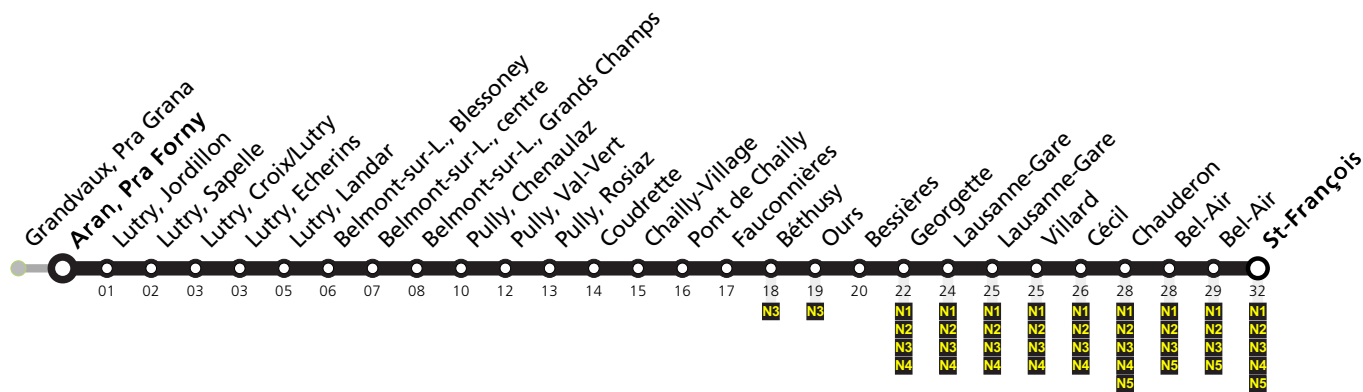 Grandvaux, Pra Grana
Aran, Pra Forny
Lutry, Jordillon
Lutry, Sapelle
Lutry, Croix/Lutry
Lutry, Echerins
Lutry, Landar
Belmont-sur-L., Blessoney
Belmont-sur-L., centre
Belmont-sur-L., Grands Champs
Pully, Chenaulaz
Pully, Val-Vert
Pully, Rosiaz
Coudrette
Chailly-Village
Pont de Chailly
Fauconnières
Béthusy
Ours
Bessières
Georgette
Lausanne-Gare
Lausanne-Gare
Villard
Cécil
Chauderon
Bel-Air
Bel-Air
St-François
01 02 03 03 05 06 07 08 10 12 13 14 15 16 17 18 19 20 22 24 25 25 26 28 28 29 32
N3 N3 N1 N1 N1 N1 N1 N1 N1 N1 N1
N2 N2 N2 N2 N2 N2 N2 N2 N2
N3 N3 N3 N3 N3 N3 N3 N3 N3
N4 N4 N4 N4 N4 N4 N5 N5 N4
N5 N5